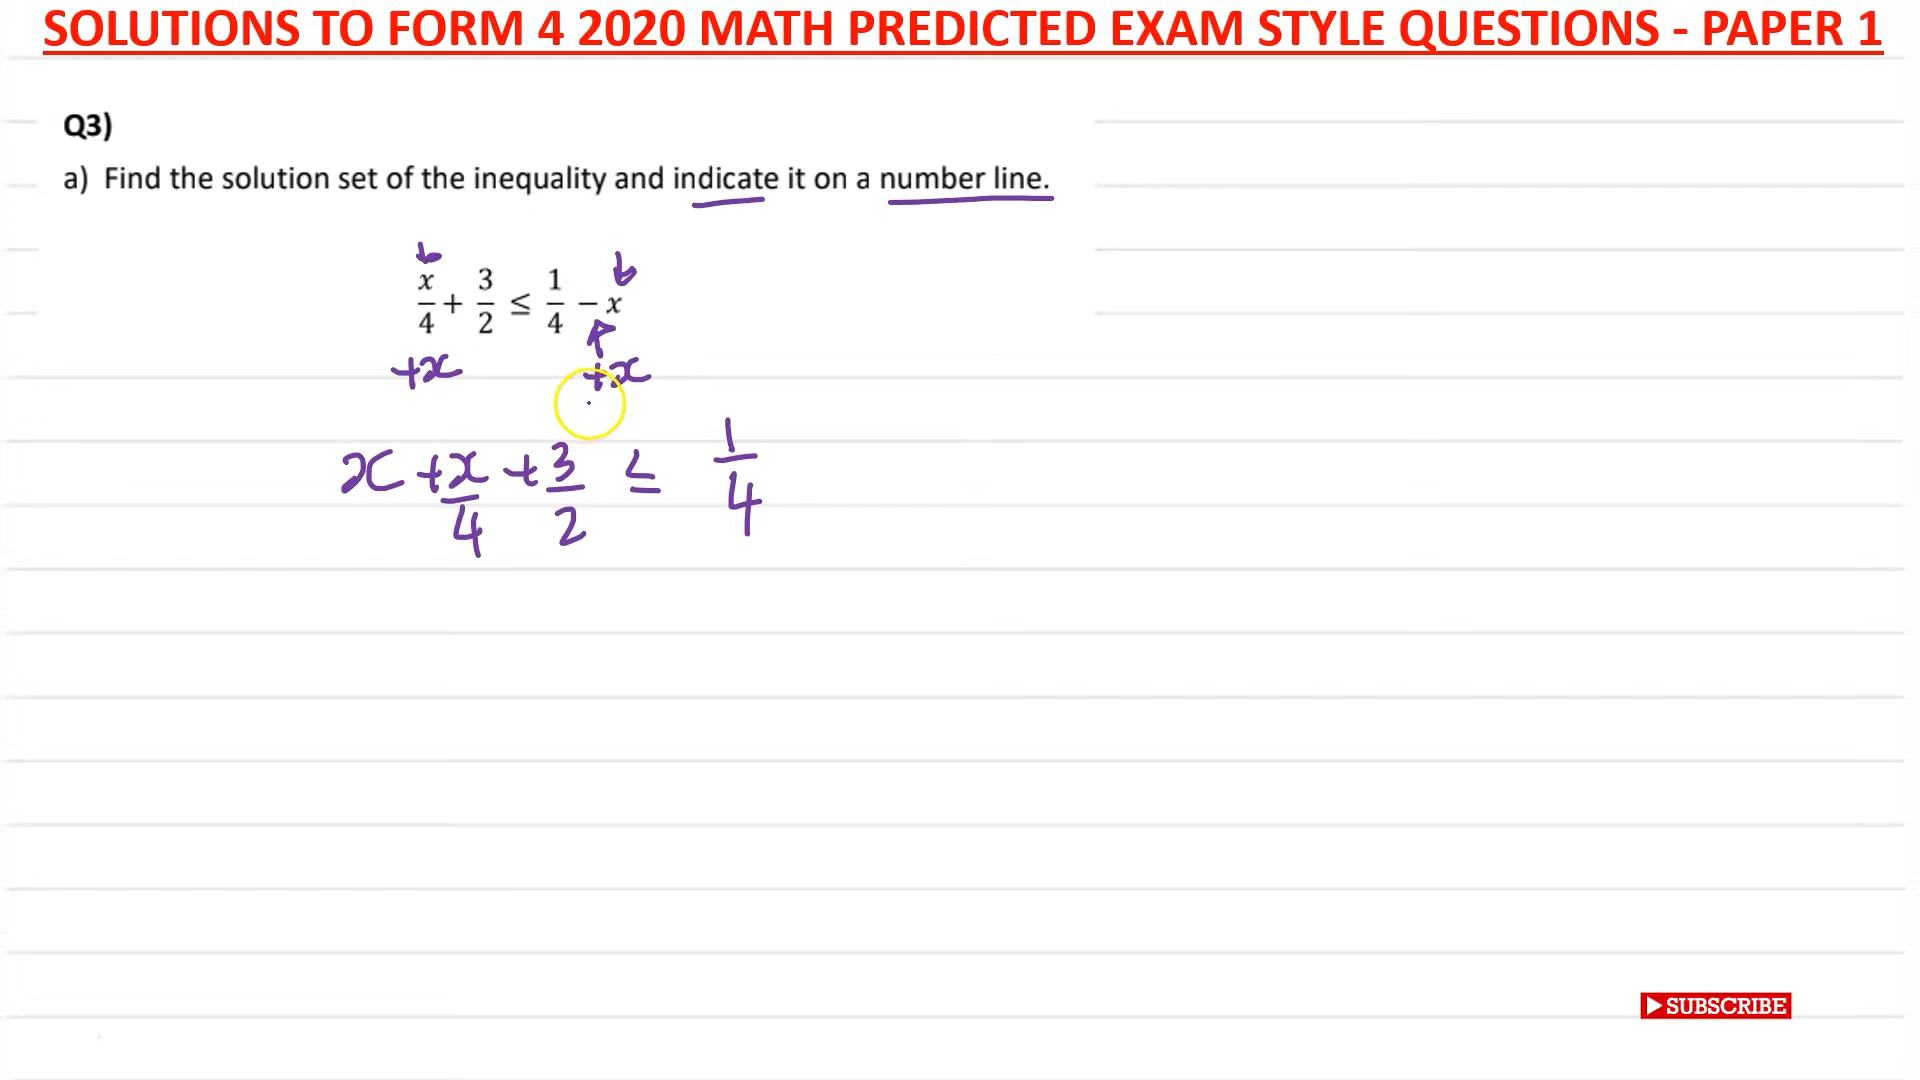 SOLUTIONS TO FORM 4 2020 MATH PREDICTED EXAM STYLE QUESTIONS - PAPER 1
Q3)
a) Find the solution set of the inequality and indicate it on a number line.
x/4 + 3/2 ≤ 1/4 − x
+x +x
x + x/4 + 3/2 ≤ 1/4
SUBSCRIBE